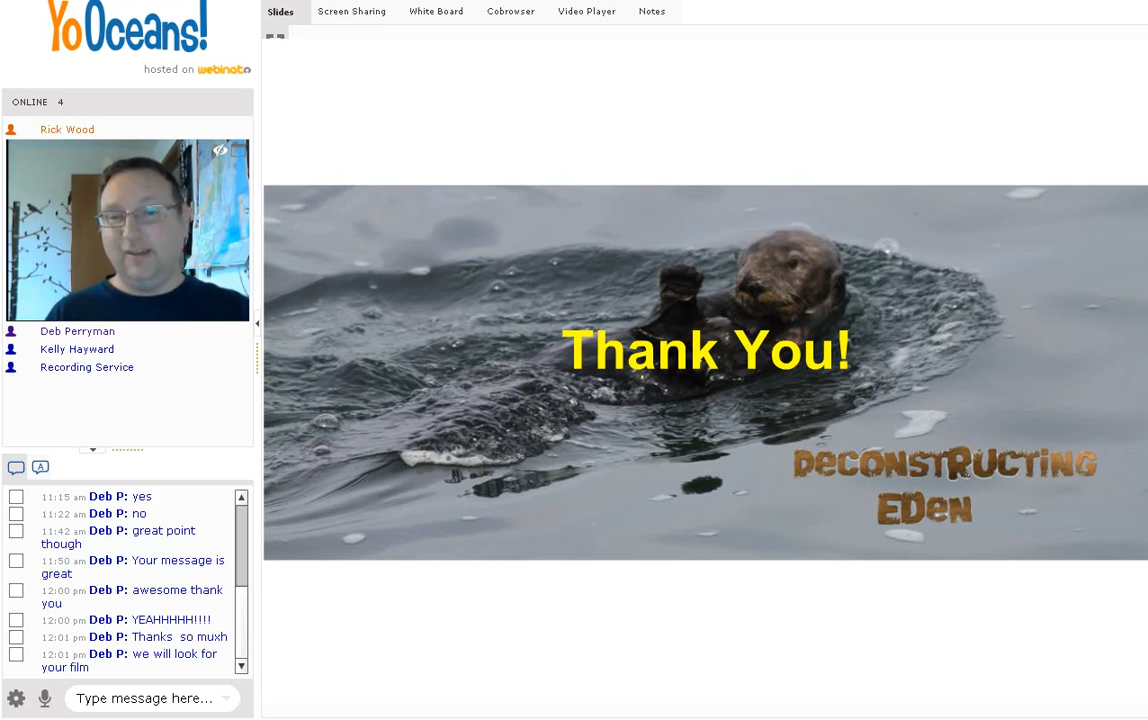 YoOceans!
hosted on webinato
ONLINE 4
Rick Wood
Deb Perryman
Kelly Hayward
Recording Service
11:15 am Deb P: yes
11:22 am Deb P: no
11:42 am Deb P: great point
though
11:50 am Deb P: Your message is
great
12:00 pm Deb P: awesome thank
you
12:00 pm Deb P: YEAHHHHH!!!!
12:01 pm Deb P: Thanks so muxh
12:01 pm Deb P: we will look for
your film
Type message here...
Slides Screen Sharing White Board Cobrowser Video Player Notes
Thank You!
DECONSTRUCTING
EDEN